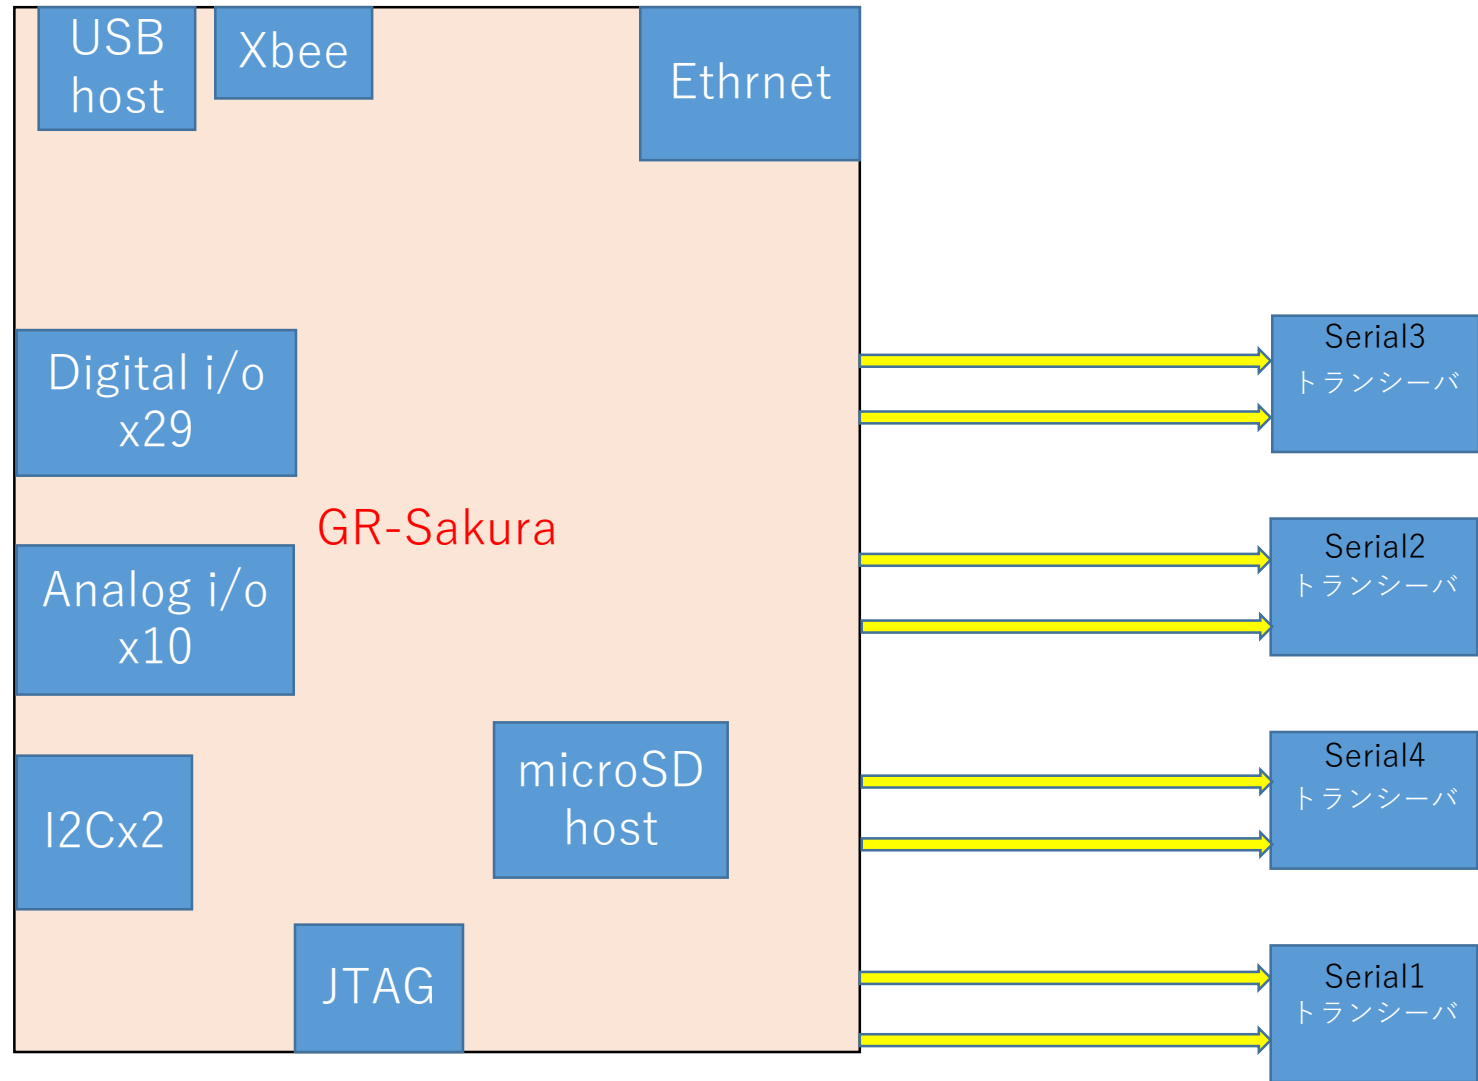 USB
host
Xbee
Ethrnet
Digital i/o
x29
GR-Sakura
Analog i/o
x10
I2Cx2
microSD
host
JTAG
Serial3
トランシーバ
Serial2
トランシーバ
Serial4
トランシーバ
Serial1
トランシーバ